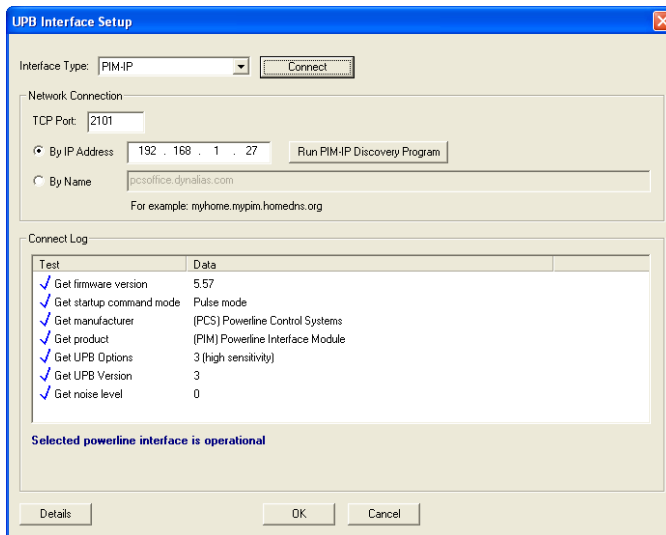 UPB Interface Setup
Interface Type: PIM-IP Connect
Network Connection
TCP Port: 2101
By IP Address 192 . 168 . 1 . 27 Run PIM-IP Discovery Program
By Name pcsoffice.dynalias.com
For example: myhome.mypim.homedns.org
Connect Log
Test Data
Get firmware version 5.57
Get startup command mode Pulse mode
Get manufacturer (PCS) Powerline Control Systems
Get product (PIM) Powerline Interface Module
Get UPB Options 3 (high sensitivity)
Get UPB Version 3
Get noise level 0
Selected powerline interface is operational
Details OK Cancel